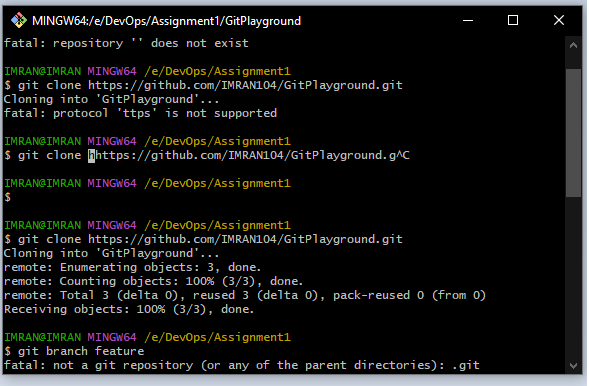 MINGW64:/e/DevOps/Assignment1/GitPlayground
fatal: repository '' does not exist
IMRAN@IMRAN MINGW64 /e/DevOps/Assignment1
$ git clone https://github.com/IMRAN104/GitPlayground.git
Cloning into 'GitPlayground'...
fatal: protocol 'ttps' is not supported
IMRAN@IMRAN MINGW64 /e/DevOps/Assignment1
$ git clone hhttps://github.com/IMRAN104/GitPlayground.g^C
IMRAN@IMRAN MINGW64 /e/DevOps/Assignment1
$
IMRAN@IMRAN MINGW64 /e/DevOps/Assignment1
$ git clone https://github.com/IMRAN104/GitPlayground.git
Cloning into 'GitPlayground'...
remote: Enumerating objects: 3, done.
remote: Counting objects: 100% (3/3), done.
remote: Total 3 (delta 0), reused 3 (delta 0), pack-reused 0 (from 0)
Receiving objects: 100% (3/3), done.
IMRAN@IMRAN MINGW64 /e/DevOps/Assignment1
$ git branch feature
fatal: not a git repository (or any of the parent directories): .git